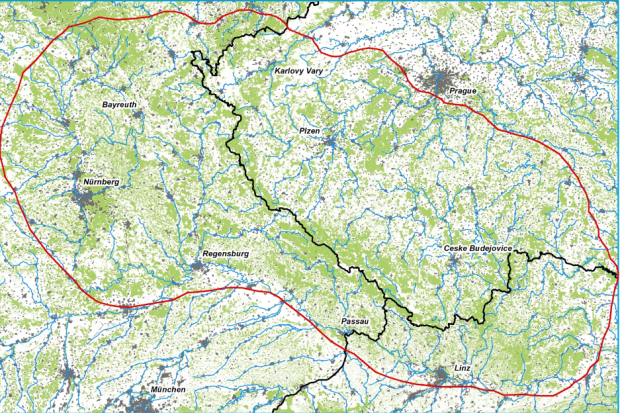 Karlovy Vary
Prague
Bayreuth
Plzen
Nürnberg
Ceske Budejovice
Regensburg
Passau
Linz
München